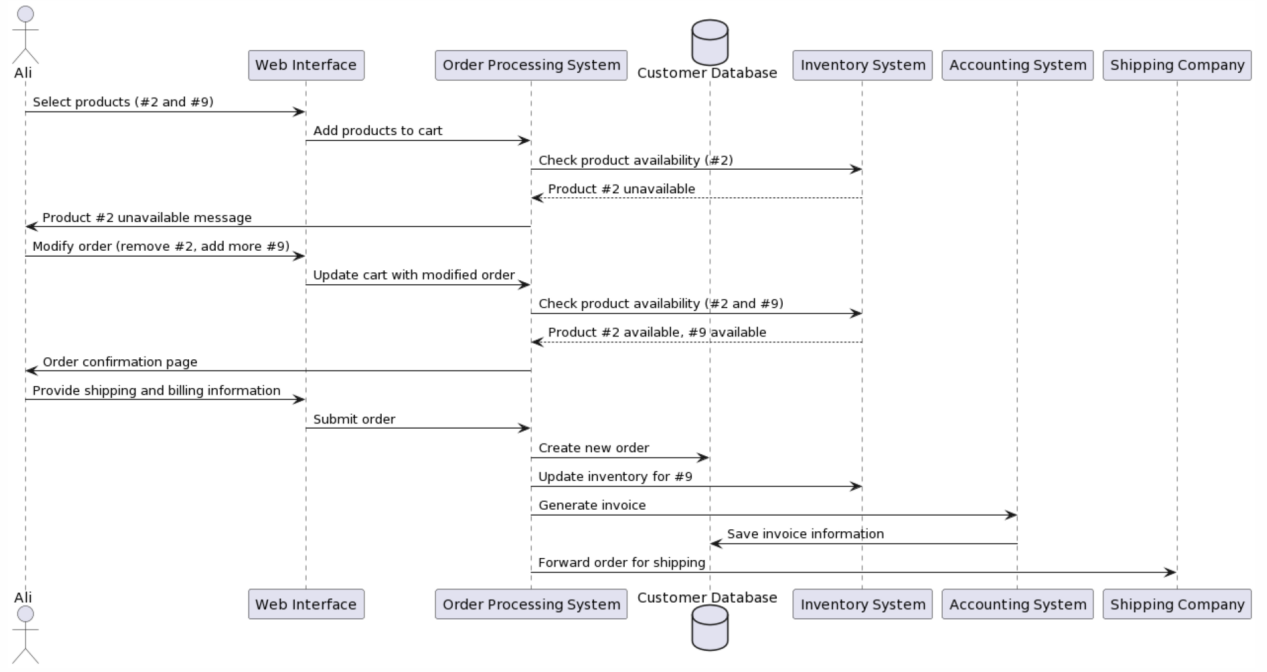 Ali
Web Interface
Order Processing System
Customer Database
Inventory System
Accounting System
Shipping Company
Select products (#2 and #9)
Add products to cart
Check product availability (#2)
Product #2 unavailable
Product #2 unavailable message
Modify order (remove #2, add more #9)
Update cart with modified order
Check product availability (#2 and #9)
Product #2 available, #9 available
Order confirmation page
Provide shipping and billing information
Submit order
Create new order
Update inventory for #9
Generate invoice
Save invoice information
Forward order for shipping
Ali
Web Interface
Order Processing System
Customer Database
Inventory System
Accounting System
Shipping Company